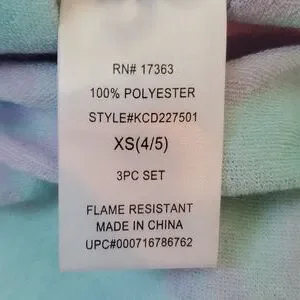 RN# 17363
100% POLYESTER
STYLE#KCD227501
XS(4/5)
3PC SET
FLAME RESISTANT
MADE IN CHINA
UPC#000716786762